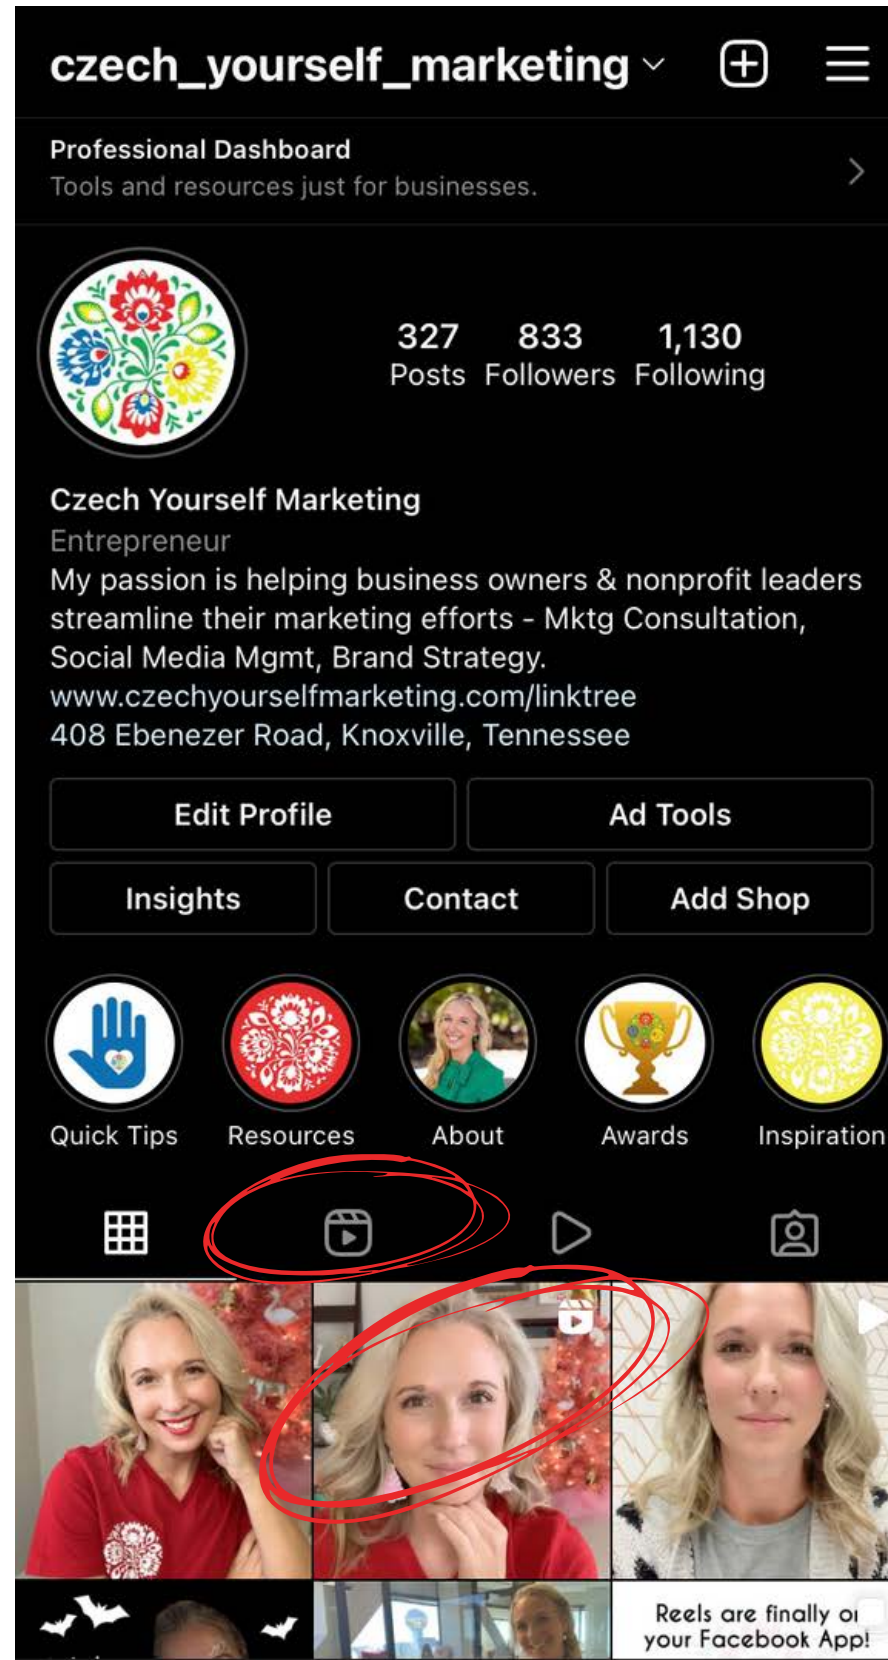 czech_yourself_marketing
Professional Dashboard
Tools and resources just for businesses.
327 833 1,130
Posts Followers Following
Czech Yourself Marketing
Entrepreneur
My passion is helping business owners & nonprofit leaders
streamline their marketing efforts - Mktg Consultation,
Social Media Mgmt, Brand Strategy.
www.czechyourselfmarketing.com/linktree
408 Ebenezer Road, Knoxville, Tennessee
Edit Profile Ad Tools
Insights Contact Add Shop
Quick Tips Resources About Awards Inspiration
Reels are finally on
your Facebook App!